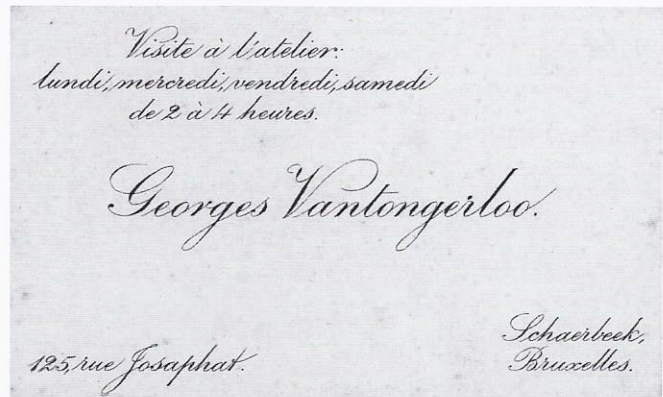 Visite à l'atelier:
lundi, mercredi, vendredi, samedi
de 2 à 4 heures.
Georges Vantongerloo.
125, rue Josaphat.
Schaerbeek,
Bruxelles.